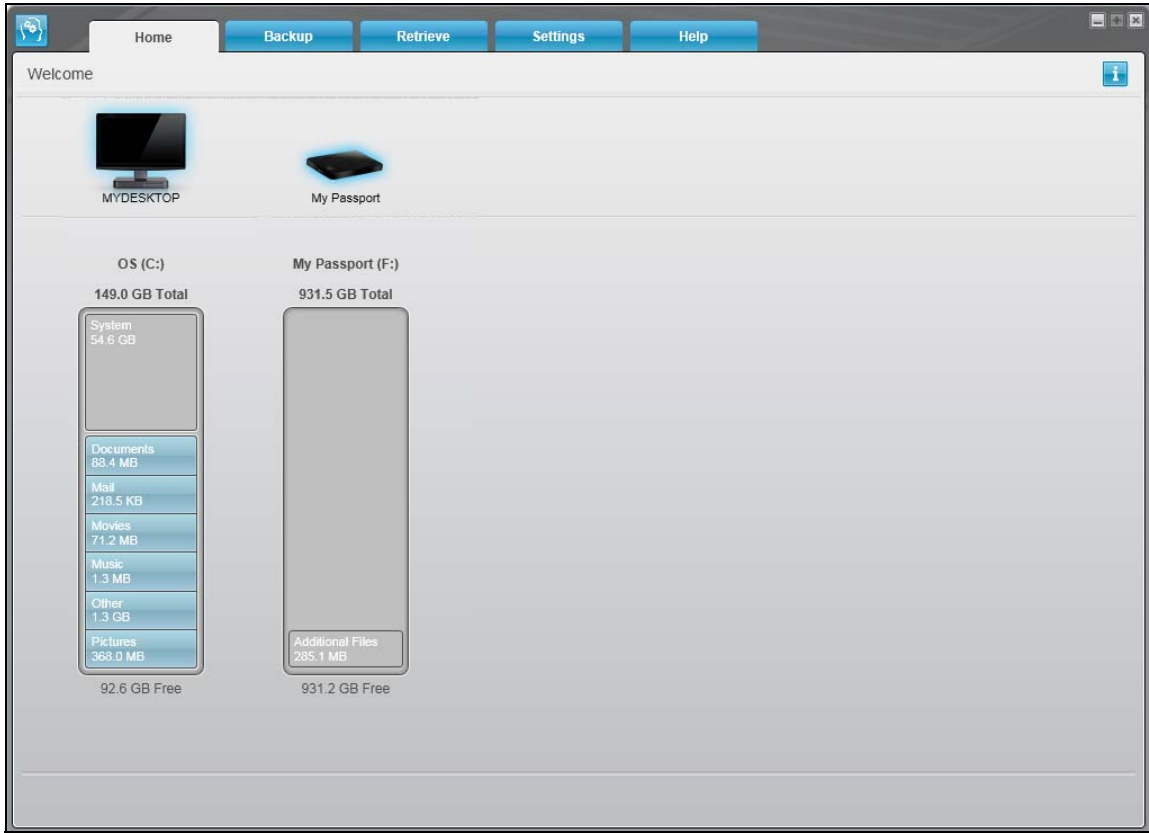 Home
Backup
Retrieve
Settings
Help
Welcome
i
MYDESKTOP
My Passport
OS (C:)
My Passport (F:)
149.0 GB Total
931.5 GB Total
System
54.6 GB
Documents
88.4 MB
Mail
218.5 KB
Movies
71.2 MB
Music
1.3 MB
Other
1.3 GB
Pictures
368.0 MB
Additional Files
285.1 MB
92.6 GB Free
931.2 GB Free